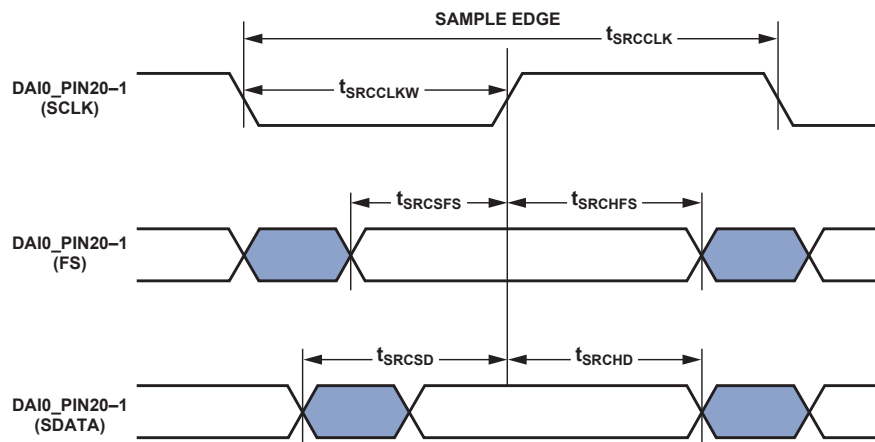 SAMPLE EDGE
tSRCCLK
DAI0_PIN20–1
(SCLK)
tSRCCLKW
tSRCSFS
tSRCHFS
DAI0_PIN20–1
(FS)
tSRCSD
tSRCHD
DAI0_PIN20–1
(SDATA)